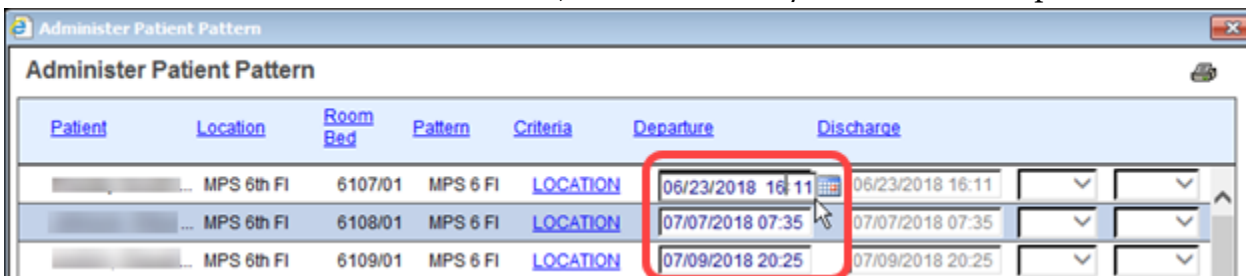 Administer Patient Pattern
Administer Patient Pattern
Patient Location Room Bed Pattern Criteria Departure Discharge
... MPS 6th Fl 6107/01 MPS 6 Fl LOCATION 06/23/2018 16:11 06/23/2018 16:11
... MPS 6th Fl 6108/01 MPS 6 Fl LOCATION 07/07/2018 07:35 07/07/2018 07:35
... MPS 6th Fl 6109/01 MPS 6 Fl LOCATION 07/09/2018 20:25 07/09/2018 20:25